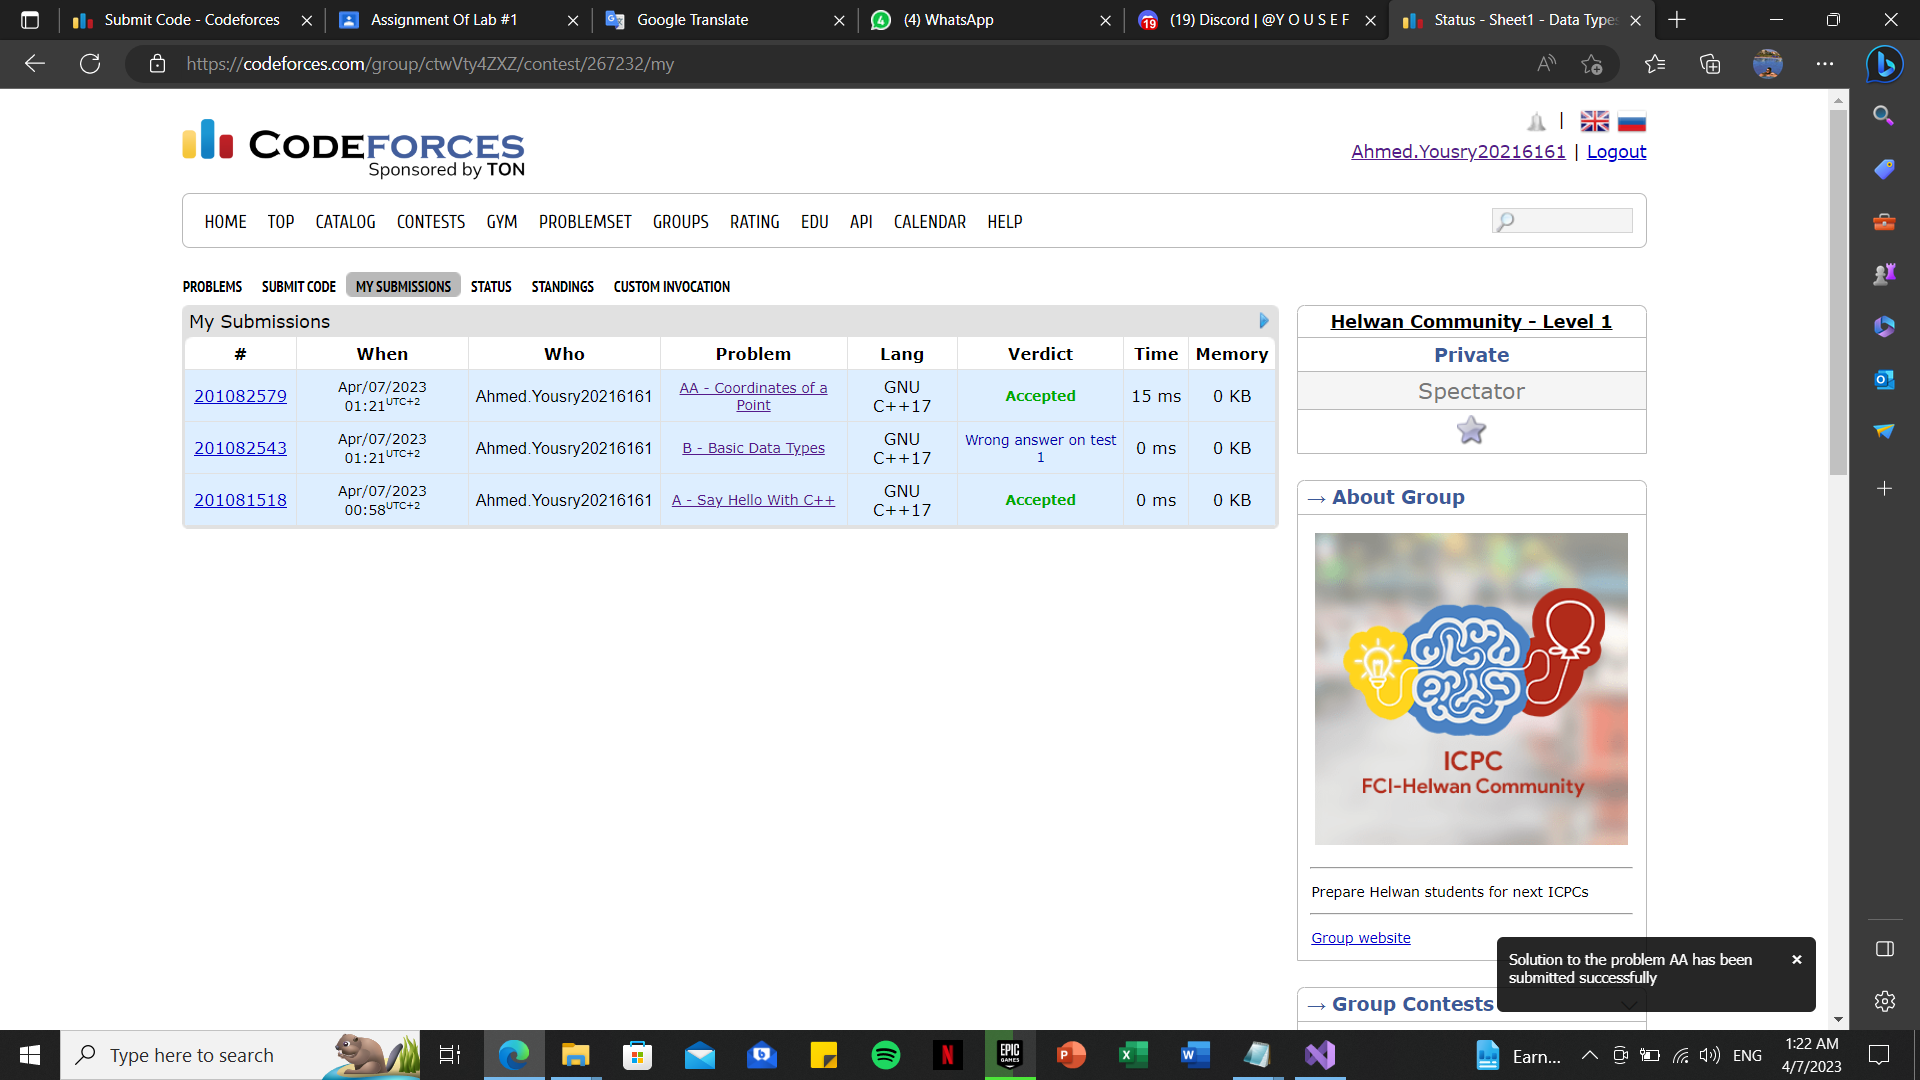 Submit Code - Codeforces
Assignment Of Lab #1
Google Translate
(4) WhatsApp
(19) Discord | @Y O U S E F
Status - Sheet1 - Data Types
https://codeforces.com/group/ctwVty4ZXZ/contest/267232/my
CODEFORCES
Sponsored by TON
|
Ahmed.Yousry20216161 | Logout
HOME TOP CATALOG CONTESTS GYM PROBLEMSET GROUPS RATING EDU API CALENDAR HELP
PROBLEMS SUBMIT CODE MY SUBMISSIONS STATUS STANDINGS CUSTOM INVOCATION
My Submissions
# When Who Problem Lang Verdict Time Memory
201082579 Apr/07/2023 01:21UTC+2 Ahmed.Yousry20216161 AA - Coordinates of a Point GNU C++17 Accepted 15 ms 0 KB
201082543 Apr/07/2023 01:21UTC+2 Ahmed.Yousry20216161 B - Basic Data Types GNU C++17 Wrong answer on test 1 0 ms 0 KB
201081518 Apr/07/2023 00:58UTC+2 Ahmed.Yousry20216161 A - Say Hello With C++ GNU C++17 Accepted 0 ms 0 KB
Helwan Community - Level 1
Private
Spectator
→ About Group
ICPC
FCI-Helwan Community
Prepare Helwan students for next ICPCs
Group website
→ Group Contests
Solution to the problem AA has been
submitted successfully
Type here to search
EPIC
GAMES
Earn...
ENG
1:22 AM
4/7/2023